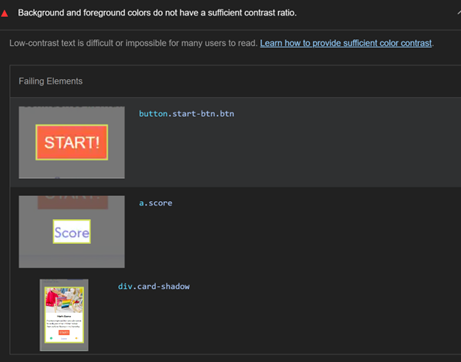 Background and foreground colors do not have a sufficient contrast ratio.
Low-contrast text is difficult or impossible for many users to read. Learn how to provide sufficient color contrast.
Failing Elements
START!
button.start-btn.btn
a.score
Score
div.card-shadow